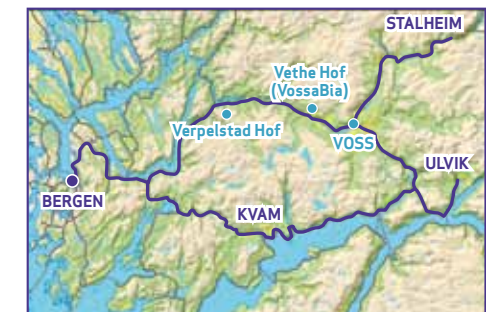 STALHEIM
Vethe Hof
(VossaBia)
Verpelstad Hof
VOSS
ULVIK
BERGEN
KVAM